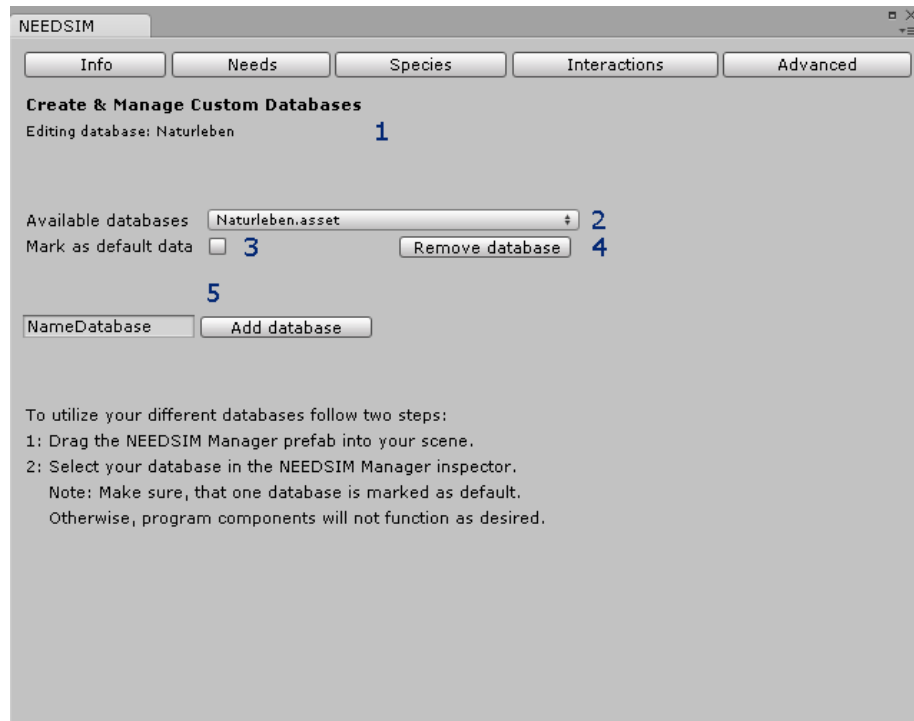 NEEDSIM
Info Needs Species Interactions Advanced
Create & Manage Custom Databases
Editing database: Naturleben 1
Available databases Naturleben.asset 2
Mark as default data 3 Remove database 4
5
NameDatabase Add database
To utilize your different databases follow two steps:
1: Drag the NEEDSIM Manager prefab into your scene.
2: Select your database in the NEEDSIM Manager inspector.
Note: Make sure, that one database is marked as default.
Otherwise, program components will not function as desired.